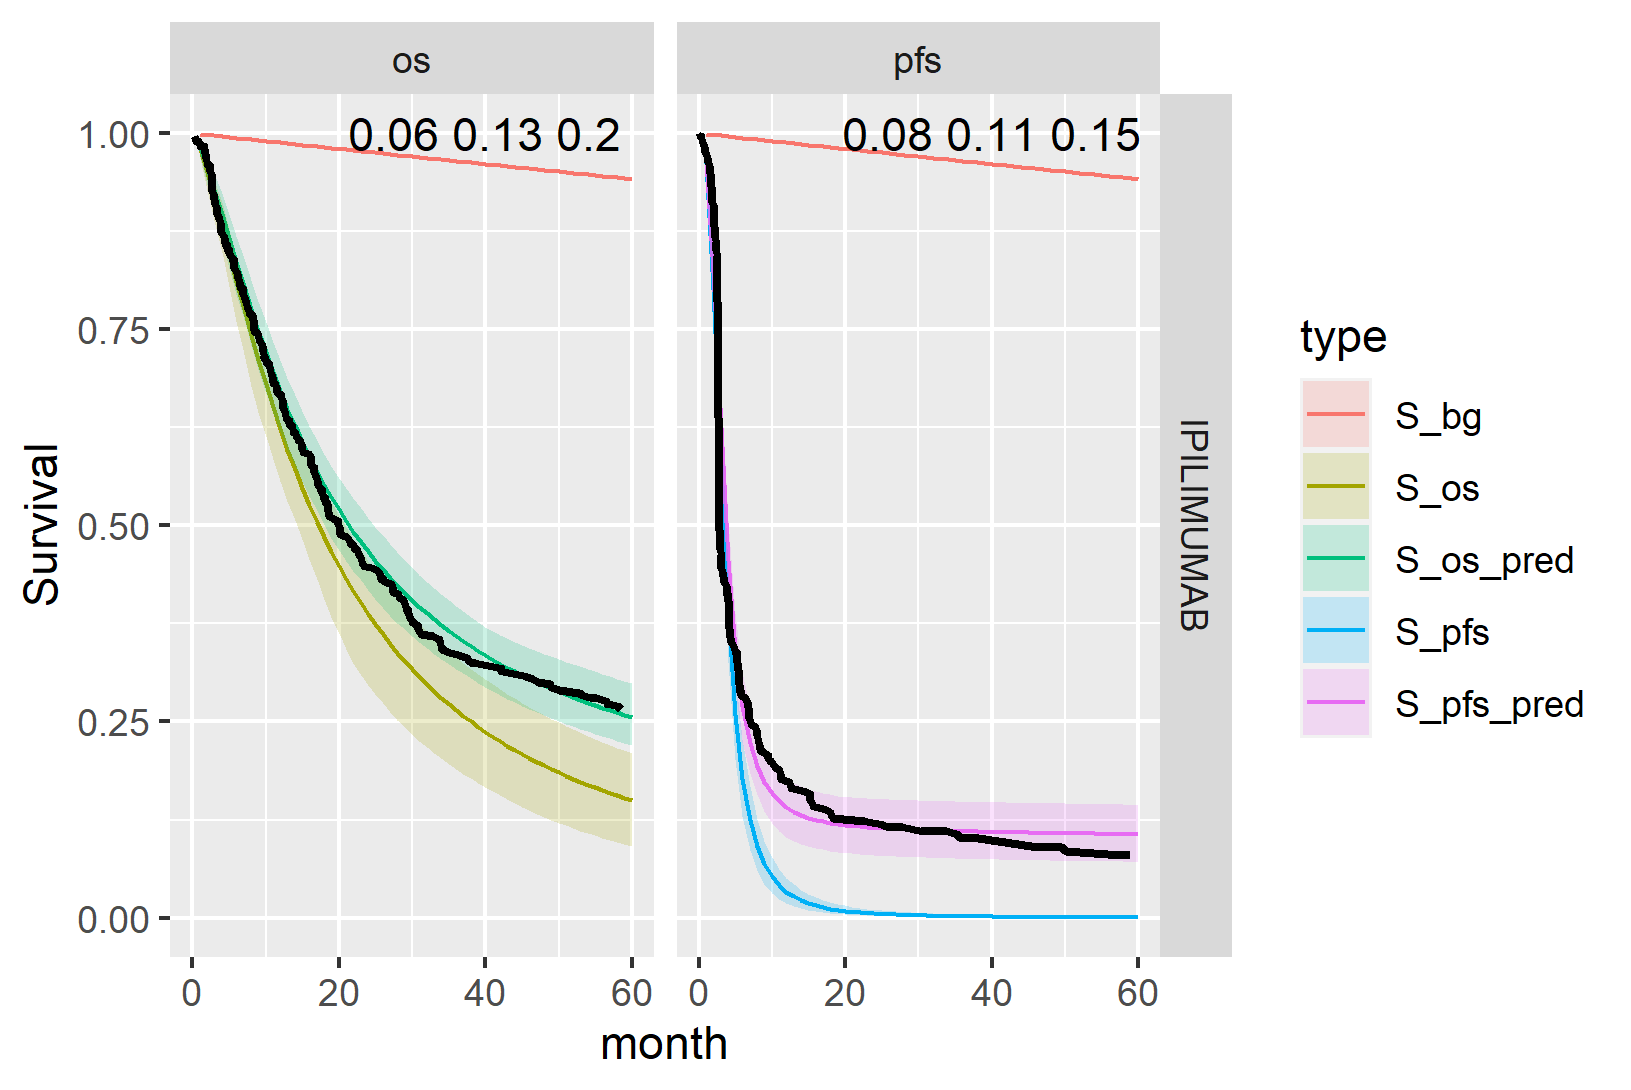 os
pfs
0.06 0.13 0.2
0.08 0.11 0.15
1.00
0.75
0.50
0.25
0.00
Survival
IPILIMUMAB
0 20 40 60
0 20 40 60
month
type
S_bg
S_os
S_os_pred
S_pfs
S_pfs_pred